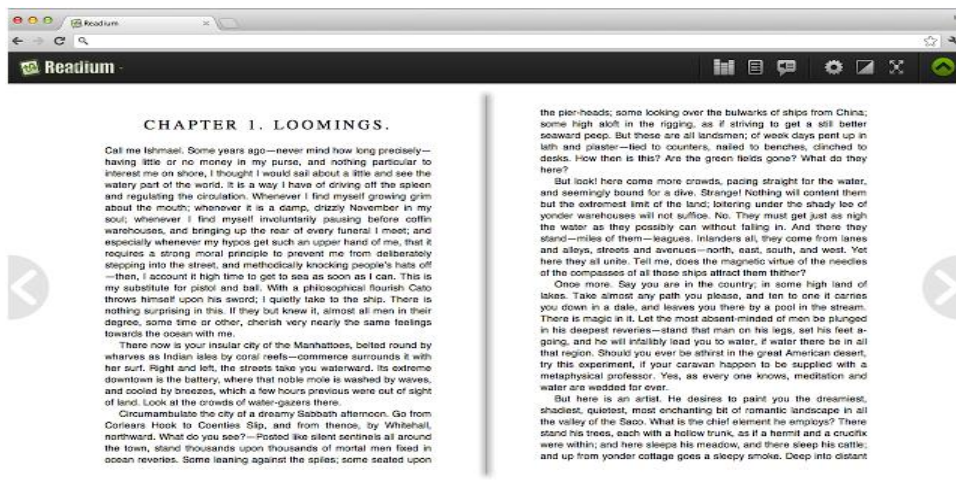 Readium
Readium
CHAPTER 1. LOOMINGS.
Call me Ishmael. Some years ago—never mind how long precisely—
having little or no money in my purse, and nothing particular to
interest me on shore, I thought I would sail about a little and see the
watery part of the world. It is a way I have of driving off the spleen
and regulating the circulation. Whenever I find myself growing grim
about the mouth; whenever it is a damp, drizzly November in my
soul; whenever I find myself involuntarily pausing before coffin
warehouses, and bringing up the rear of every funeral I meet; and
especially whenever my hypos get such an upper hand of me, that it
requires a strong moral principle to prevent me from deliberately
stepping into the street, and methodically knocking people's hats off
—then, I account it high time to get to sea as soon as I can. This is
my substitute for pistol and ball. With a philosophical flourish Cato
throws himself upon his sword; I quietly take to the ship. There is
nothing surprising in this. If they but knew it, almost all men in their
degree, some time or other, cherish very nearly the same feelings
towards the ocean with me.
There now is your insular city of the Manhattoes, belted round by
wharves as Indian isles by coral reefs—commerce surrounds it with
her surf. Right and left, the streets take you waterward. Its extreme
downtown is the battery, where that noble mole is washed by waves,
and cooled by breezes, which a few hours previous were out of sight
of land. Look at the crowds of water-gazers there.
Circumambulate the city of a dreamy Sabbath afternoon. Go from
Corlears Hook to Coenties Slip, and from thence, by Whitehall,
northward. What do you see?—Posted like silent sentinels all around
the town, stand thousands upon thousands of mortal men fixed in
ocean reveries. Some leaning against the spiles; some seated upon
the pier-heads; some looking over the bulwarks of ships from China;
some high aloft in the rigging, as if striving to get a still better
seaward peep. But these are all landsmen; of week days pent up in
lath and plaster—tied to counters, nailed to benches, clinched to
desks. How then is this? Are the green fields gone? What do they
here?
But look! here come more crowds, pacing straight for the water,
and seemingly bound for a dive. Strange! Nothing will content them
but the extremest limit of the land; loitering under the shady lee of
yonder warehouses will not suffice. No. They must get just as nigh
the water as they possibly can without falling in. And there they
stand—miles of them—leagues. Inlanders all, they come from lanes
and alleys, streets and avenues—north, east, south, and west. Yet
here they all unite. Tell me, does the magnetic virtue of the needles
of the compasses of all those ships attract them thither?
Once more. Say you are in the country; in some high land of
lakes. Take almost any path you please, and ten to one it carries
you down in a dale, and leaves you there by a pool in the stream.
There is magic in it. Let the most absent-minded of men be plunged
in his deepest reveries—stand that man on his legs, set his feet a-
going, and he will infallibly lead you to water, if water there be in all
that region. Should you ever be athirst in the great American desert,
try this experiment, if your caravan happen to be supplied with a
metaphysical professor. Yes, as every one knows, meditation and
water are wedded for ever.
But here is an artist. He desires to paint you the dreamiest,
shadiest, quietest, most enchanting bit of romantic landscape in all
the valley of the Saco. What is the chief element he employs? There
stand his trees, each with a hollow trunk, as if a hermit and a crucifix
were within; and here sleeps his meadow, and there sleep his cattle;
and up from yonder cottage goes a sleepy smoke. Deep into distant